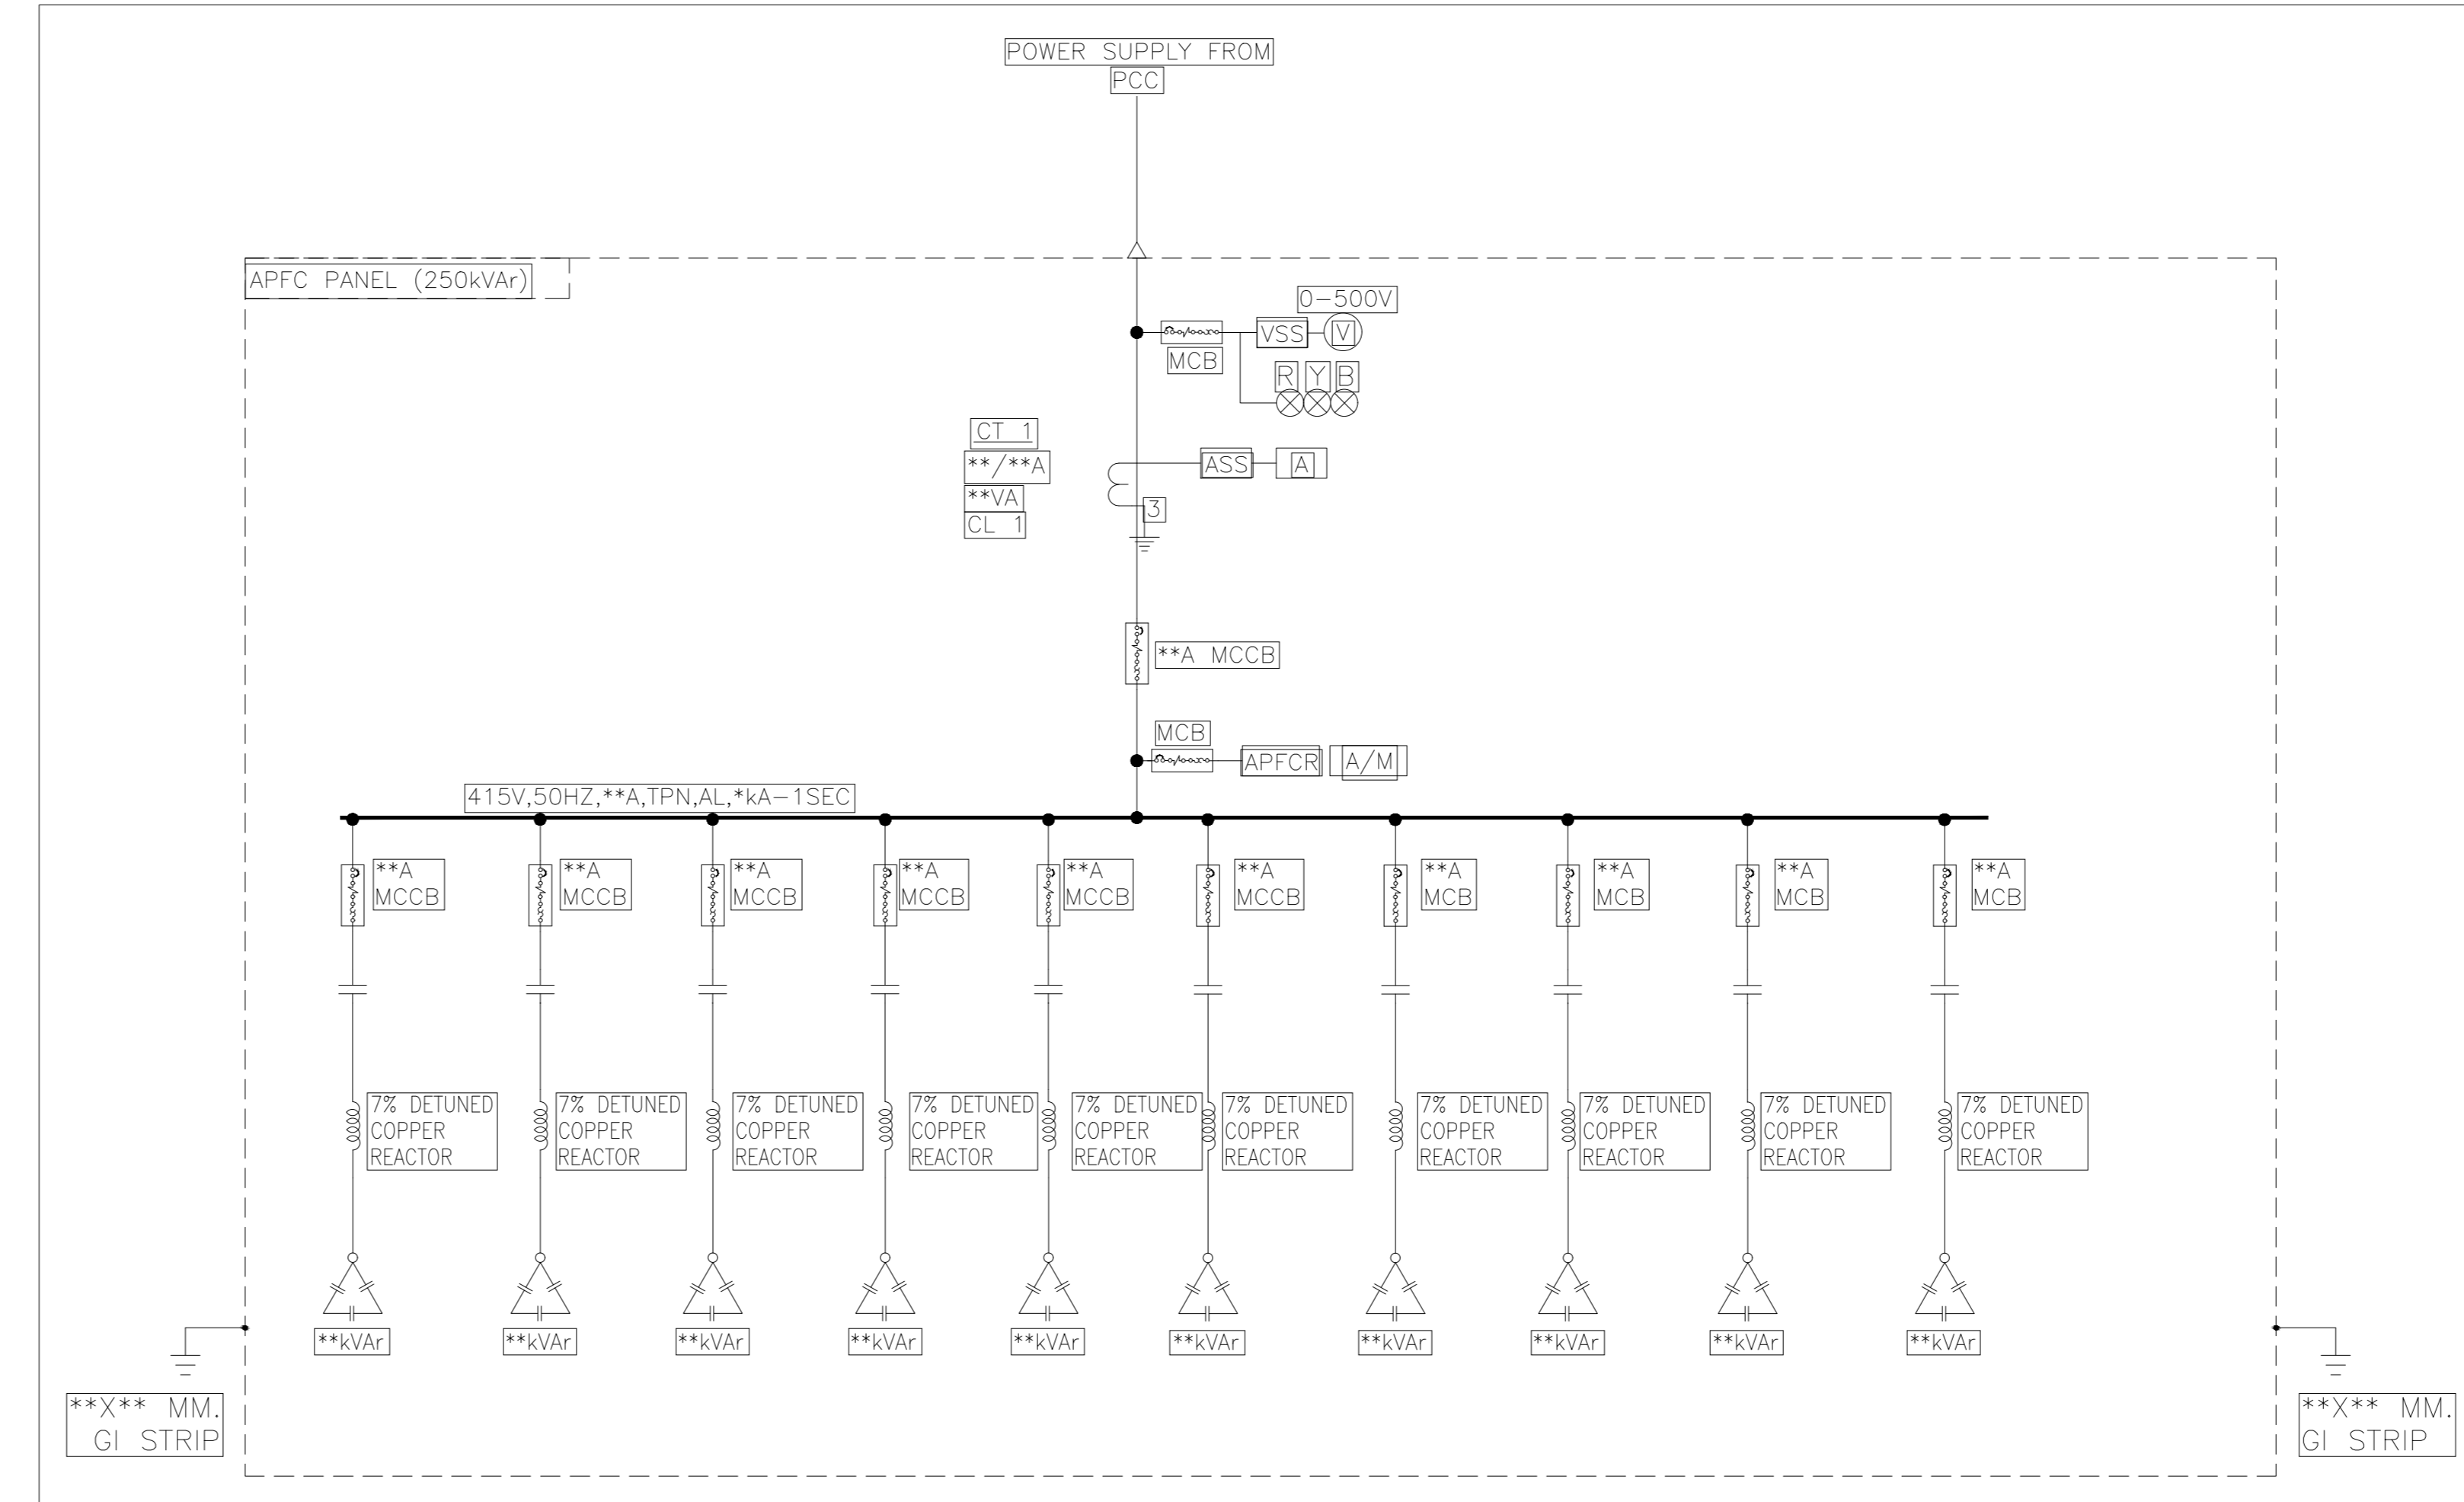 POWER SUPPLY FROM
PCC
APFC PANEL (250kVAr)
0-500V
VSS V
MCB
R Y B
CT 1
**/**A
**VA
CL 1
ASS A
3
**A MCCB
MCB
APFCR A/M
415V,50HZ,**A,TPN,AL,*kA-1SEC
**A **A **A **A **A **A **A **A **A **A
MCCB MCCB MCCB MCCB MCCB MCCB MCB MCB MCB MCB
7% DETUNED 7% DETUNED 7% DETUNED 7% DETUNED 7% DETUNED 7% DETUNED 7% DETUNED 7% DETUNED 7% DETUNED 7% DETUNED
COPPER COPPER COPPER COPPER COPPER COPPER COPPER COPPER COPPER COPPER
REACTOR REACTOR REACTOR REACTOR REACTOR REACTOR REACTOR REACTOR REACTOR REACTOR
**kVAr **kVAr **kVAr **kVAr **kVAr **kVAr **kVAr **kVAr **kVAr **kVAr
**X** MM.
GI STRIP
**X** MM.
GI STRIP